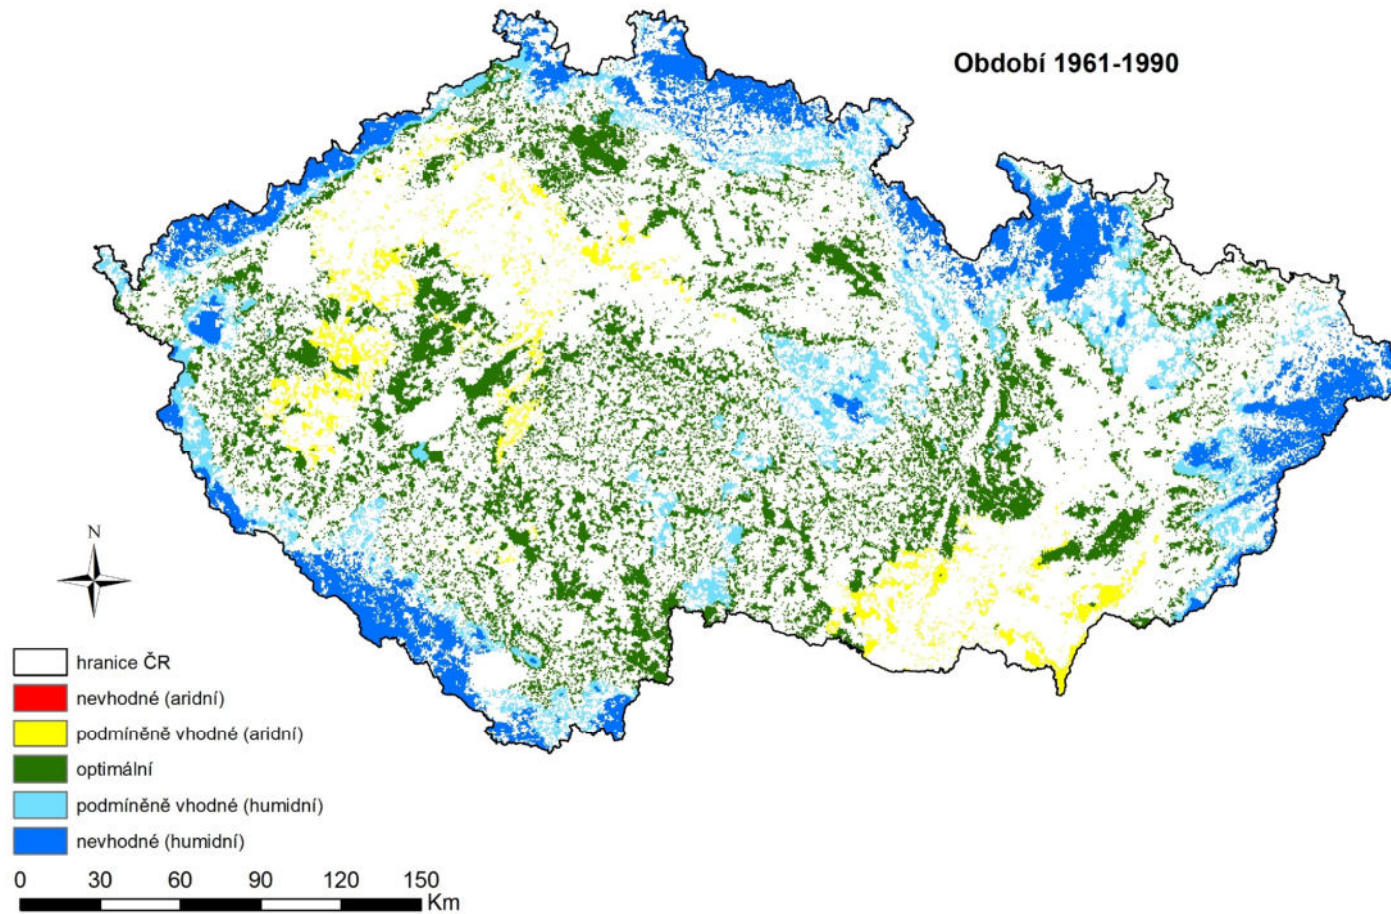 Období 1961-1990
N
hranice ČR
nevhodné (aridní)
podmíněně vhodné (aridní)
optimální
podmíněně vhodné (humidní)
nevhodné (humidní)
0 30 60 90 120 150
Km